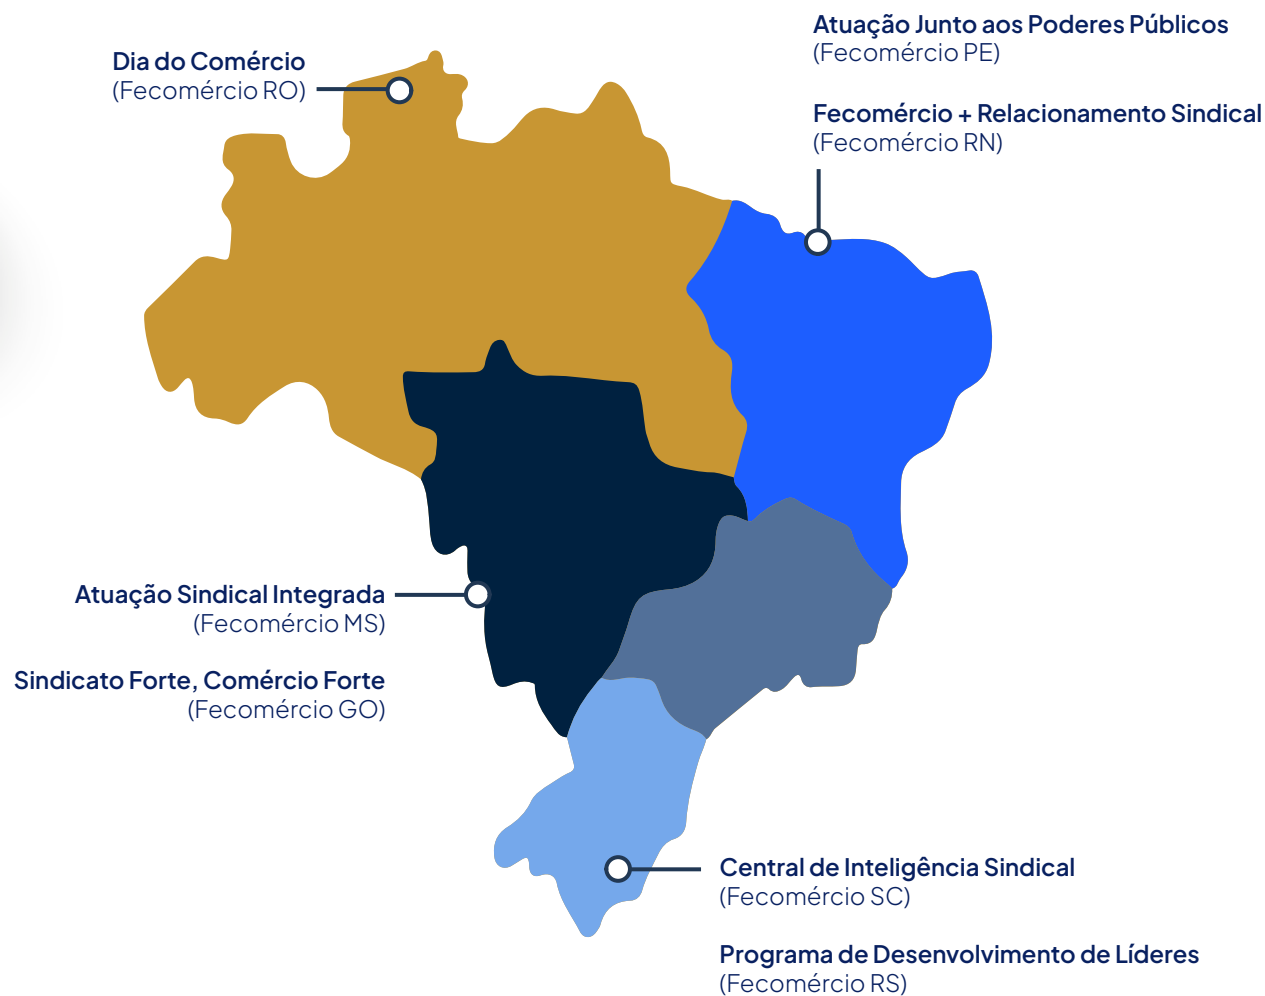 Dia do Comércio
(Fecomércio RO)
Atuação Junto aos Poderes Públicos
(Fecomércio PE)
Fecomércio + Relacionamento Sindical
(Fecomércio RN)
Atuação Sindical Integrada
(Fecomércio MS)
Sindicato Forte, Comércio Forte
(Fecomércio GO)
Central de Inteligência Sindical
(Fecomércio SC)
Programa de Desenvolvimento de Líderes
(Fecomércio RS)